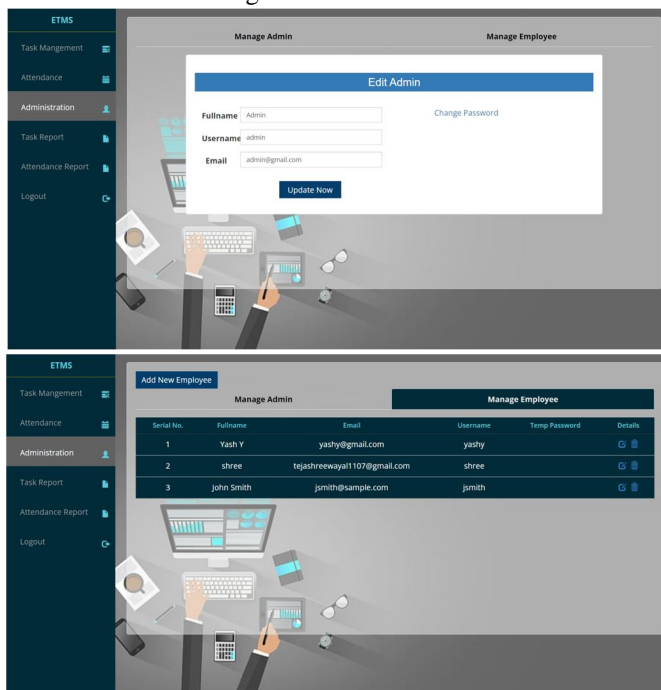 ETMS
Task Mangement
Attendance
Administration
Task Report
Attendance Report
Logout
Manage Admin Manage Employee
Edit Admin
Fullname Admin Change Password
Username admin
Email admin@gmail.com
Update Now
ETMS
Task Mangement
Attendance
Administration
Task Report
Attendance Report
Logout
Add New Employee
Manage Admin Manage Employee
Serial No. Fullname Email Username Temp Password Details
1 Yash Y yashy@gmail.com yashy
2 shree tejashreewayal1107@gmail.com shree
3 John Smith jsmith@sample.com jsmith